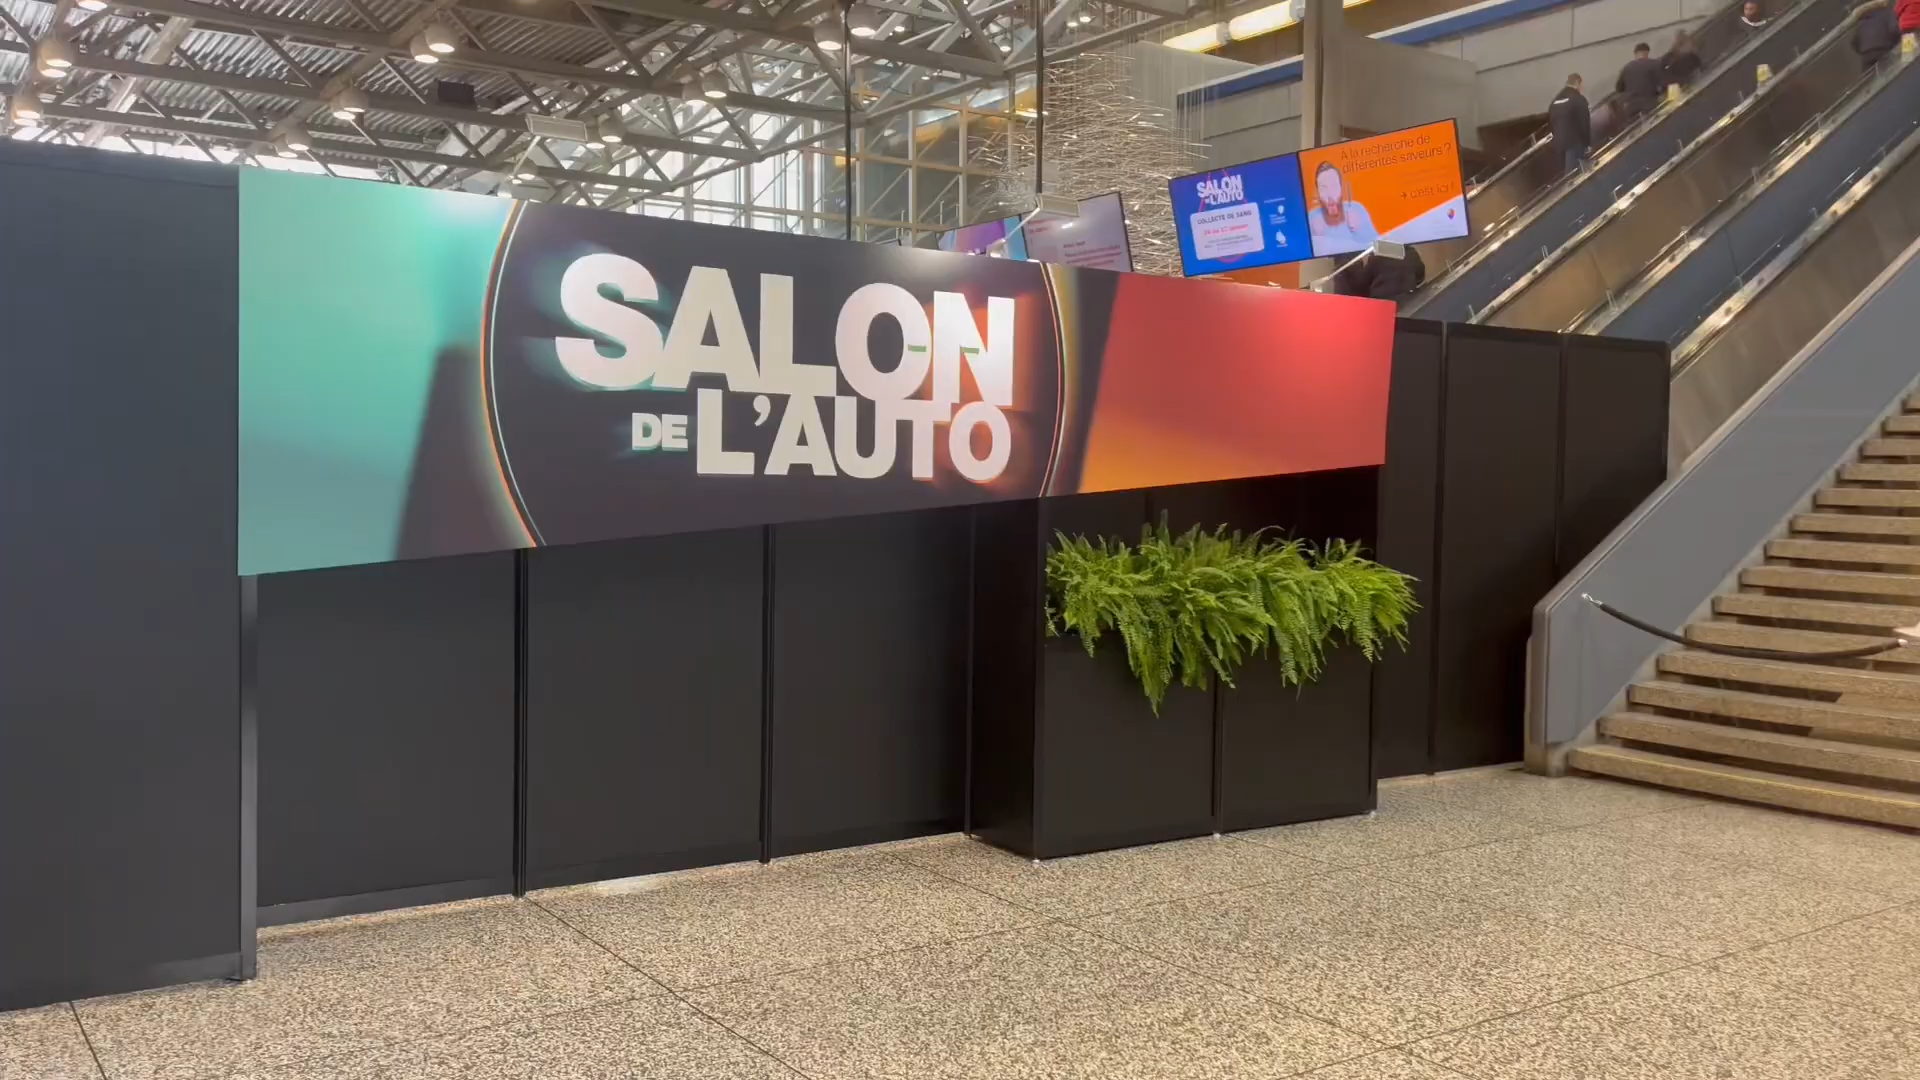 SALON
DE L'AUTO
SALON
DE L'AUTO
COLLECTE DE SANG
À la recherche de
différentes saveurs ?
→ c'est ici !